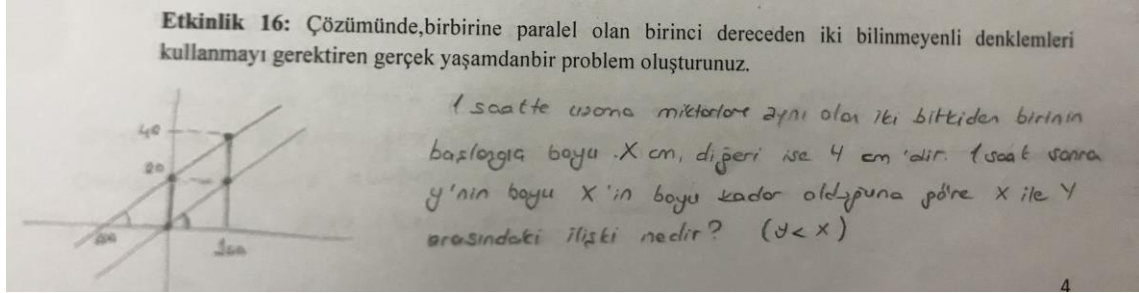 Etkinlik 16: Çözümünde,birbirine paralel olan birinci dereceden iki bilinmeyenli denklemleri
kullanmayı gerektiren gerçek yaşamdanbir problem oluşturunuz.
1 saatte uzama miktarları aynı olan iki bitkiden birinin
başlangıç boyu X cm, diğeri ise y cm'dir. 1 saat sonra
y'nin boyu X'in boyu kadar olduğuna göre X ile Y
arasındaki ilişki nedir? (y < x)
40
20
4